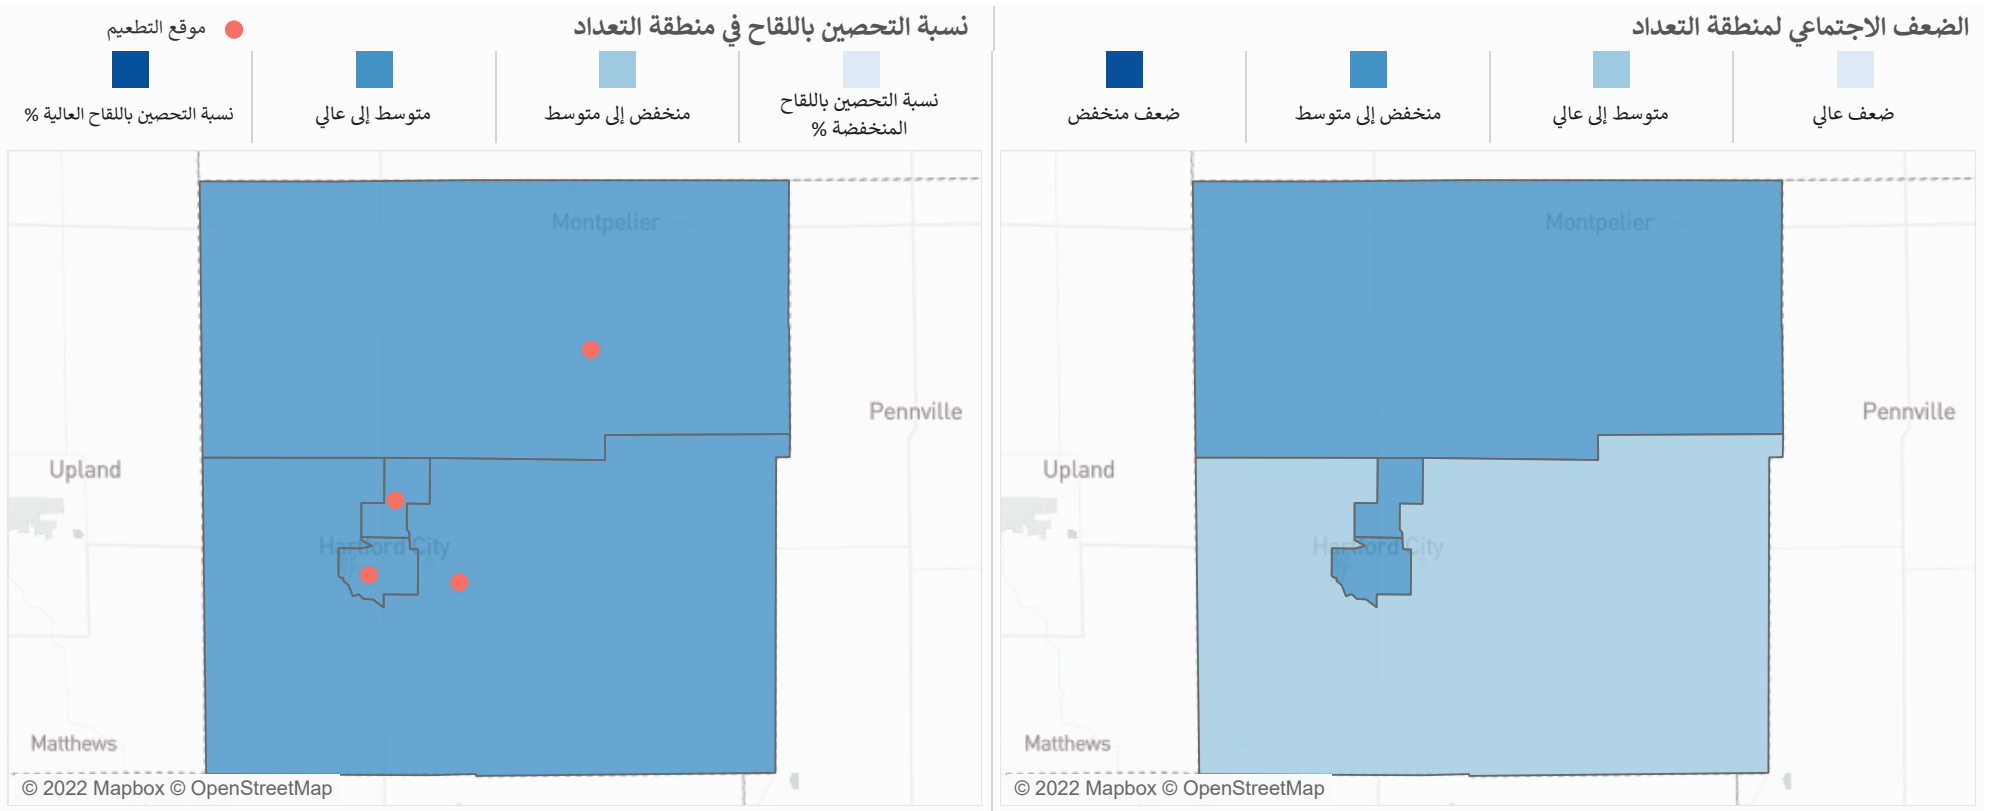 الضعف الاجتماعي لمنطقة التعداد
ضعف عالي
متوسط إلى عالي
منخفض إلى متوسط
ضعف منخفض
Montpelier
Pennville
Upland
Hartford City
Matthews
© 2022 Mapbox © OpenStreetMap
نسبة التحصين باللقاح في منطقة التعداد
موقع التطعيم
نسبة التحصين باللقاح
المنخفضة %
منخفض إلى متوسط
متوسط إلى عالي
نسبة التحصين باللقاح العالية %
Montpelier
Pennville
Upland
Hartford City
Matthews
© 2022 Mapbox © OpenStreetMap